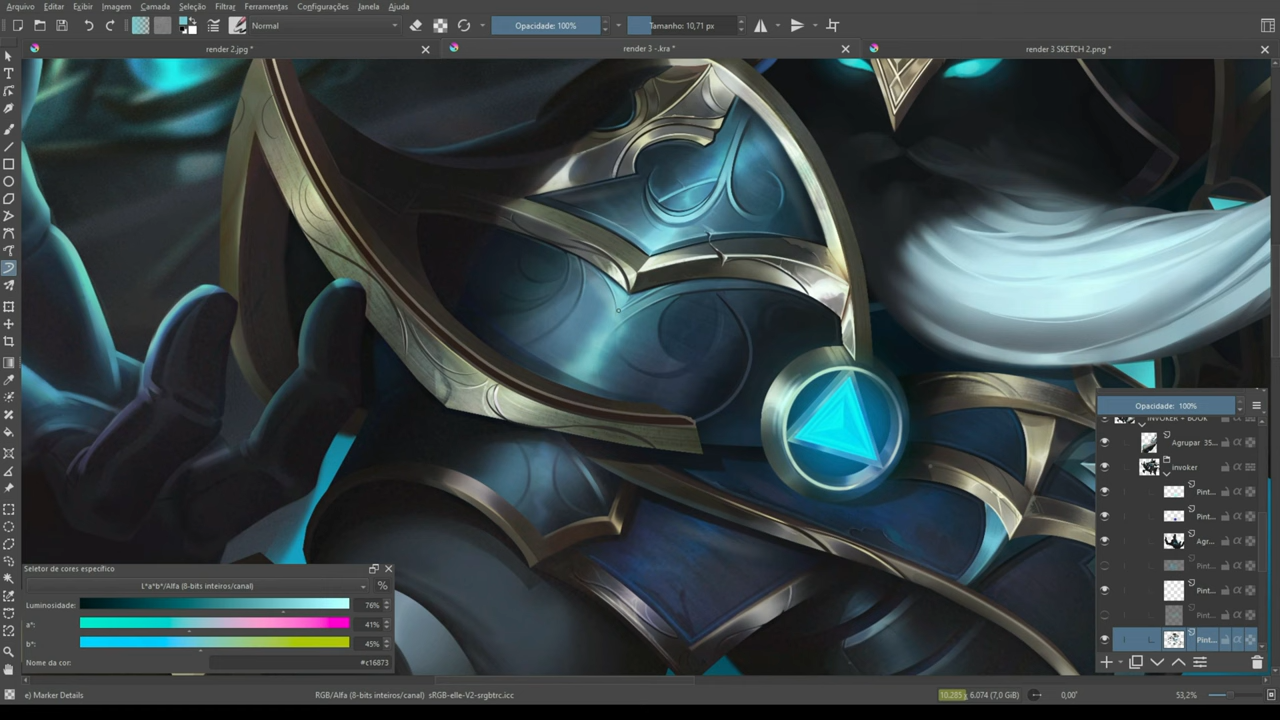 Arquivo Editar Exibir Imagem Camada Seleção Filtrar Ferramentas Configurações Janela Ajuda
Normal Opacidade: 100% Tamanho: 10,71 px
render 2.jpg * render 3 -.kra * render 3 SKETCH 2.png *
Opacidade: 100%
INVOKER + BOOK
Agrupar 35...
invoker
Pint...
Pint...
Agr...
Pint...
Pint...
Pint...
Pint...
Seletor de cores específico
L*a*b*/Alfa (8-bits inteiros/canal) %
Luminosidade: 76%
a*: 41%
b*: 45%
Nome da cor: #c16873
e) Marker Details RGB/Alfa (8-bits inteiros/canal) sRGB-elle-V2-srgbtrc.icc 10.285 x 6.074 (7,0 GiB) 0,00° 53,2%